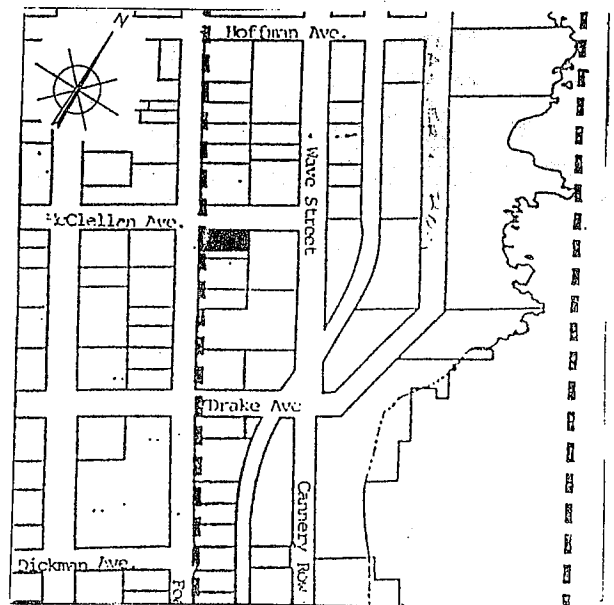 N
Hoffman Ave.
Wave Street
McClellan Ave.
Drake Ave
Cannery Row
Dickman Ave.